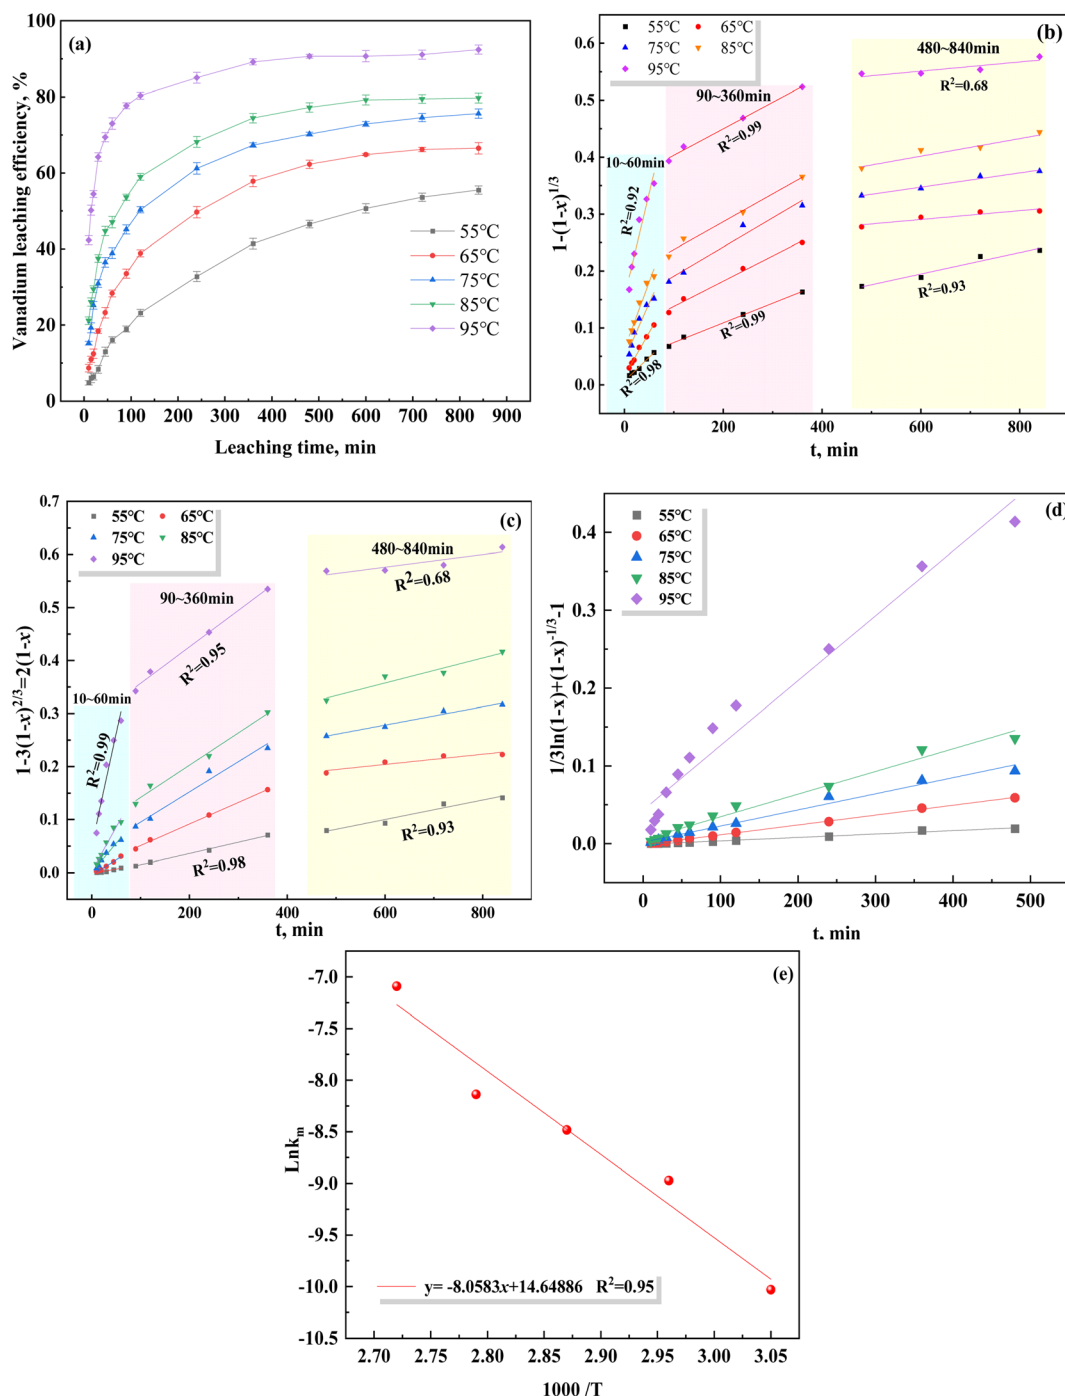 (a)
Vanadium leaching efficiency, %
100
80
60
40
20
0
55°C
65°C
75°C
85°C
95°C
0 100 200 300 400 500 600 700 800 900
Leaching time, min
(b)
55°C 65°C
75°C 85°C
95°C
1-(1-x)^1/3
0.6
0.5
0.4
0.3
0.2
0.1
0.0
10~60min
90~360min
480~840min
R²=0.92
R²=0.98
R²=0.99
R²=0.99
R²=0.68
R²=0.93
0 200 400 600 800
t, min
(c)
55°C 65°C
75°C 85°C
95°C
1-3(1-x)^2/3=2(1-x)
0.7
0.6
0.5
0.4
0.3
0.2
0.1
0.0
10~60min
90~360min
480~840min
R²=0.99
R²=0.95
R²=0.98
R²=0.68
R²=0.93
0 200 400 600 800
t, min
(d)
55°C
65°C
75°C
85°C
95°C
1/3ln(1-x)+(1-x)^-1/3-1
0.4
0.3
0.2
0.1
0.0
0 100 200 300 400 500
t, min
(e)
Lnk_m
-7.0
-7.5
-8.0
-8.5
-9.0
-9.5
-10.0
-10.5
y= -8.0583x+14.64886 R²=0.95
2.70 2.75 2.80 2.85 2.90 2.95 3.00 3.05
1000 /T